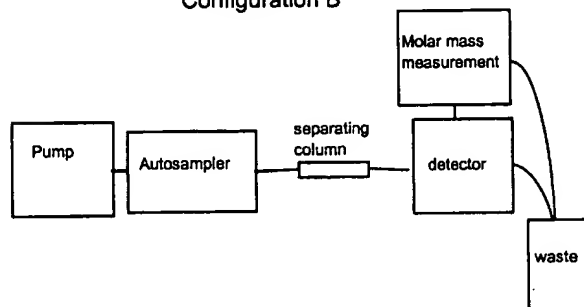 Configuration B
Molar mass
measurement
separating
column
Pump
Autosampler
detector
waste